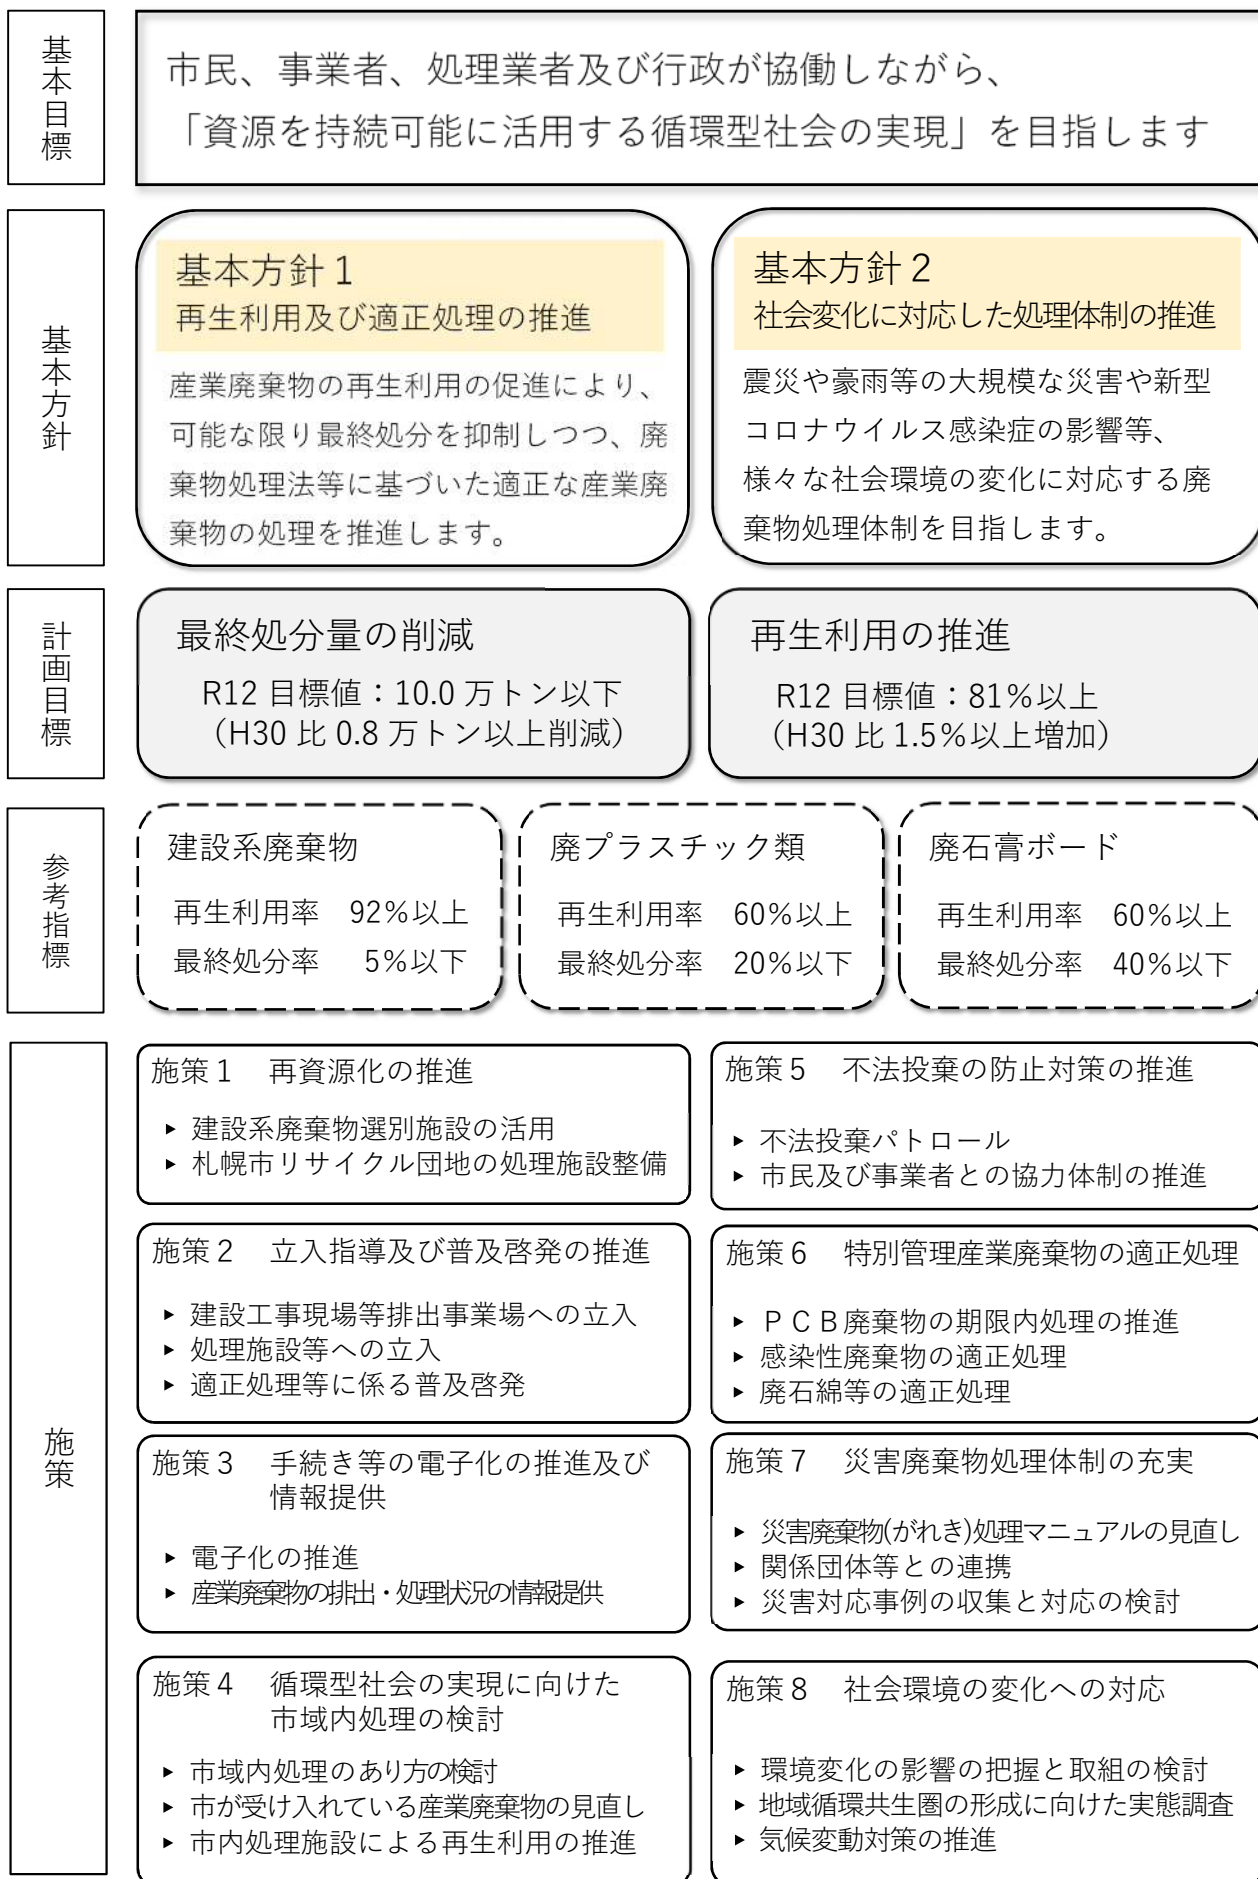 基本目標
市民、事業者、処理業者及び行政が協働しながら、
「資源を持続可能に活用する循環型社会の実現」を目指します
基本方針
基本方針1
再生利用及び適正処理の推進
産業廃棄物の再生利用の促進により、
可能な限り最終処分を抑制しつつ、廃
棄物処理法等に基づいた適正な産業廃
棄物の処理を推進します。
基本方針2
社会変化に対応した処理体制の推進
震災や豪雨等の大規模な災害や新型
コロナウイルス感染症の影響等、
様々な社会環境の変化に対応する廃
棄物処理体制を目指します。
計画目標
最終処分量の削減
R12 目標値：10.0 万トン以下
（H30 比 0.8 万トン以上削減）
再生利用の推進
R12 目標値：81%以上
（H30 比 1.5%以上増加）
参考指標
建設系廃棄物
再生利用率 92%以上
最終処分率 5%以下
廃プラスチック類
再生利用率 60%以上
最終処分率 20%以下
廃石膏ボード
再生利用率 60%以上
最終処分率 40%以下
施策
施策1 再資源化の推進
▶ 建設系廃棄物選別施設の活用
▶ 札幌市リサイクル団地の処理施設整備
施策2 立入指導及び普及啓発の推進
▶ 建設工事現場等排出事業場への立入
▶ 処理施設等への立入
▶ 適正処理等に係る普及啓発
施策3 手続き等の電子化の推進及び
情報提供
▶ 電子化の推進
▶ 産業廃棄物の排出・処理状況の情報提供
施策4 循環型社会の実現に向けた
市域内処理の検討
▶ 市域内処理のあり方の検討
▶ 市が受け入れている産業廃棄物の見直し
▶ 市内処理施設による再生利用の推進
施策5 不法投棄の防止対策の推進
▶ 不法投棄パトロール
▶ 市民及び事業者との協力体制の推進
施策6 特別管理産業廃棄物の適正処理
▶ ＰＣＢ廃棄物の期限内処理の推進
▶ 感染性廃棄物の適正処理
▶ 廃石綿等の適正処理
施策7 災害廃棄物処理体制の充実
▶ 災害廃棄物(がれき)処理マニュアルの見直し
▶ 関係団体等との連携
▶ 災害対応事例の収集と対応の検討
施策8 社会環境の変化への対応
▶ 環境変化の影響の把握と取組の検討
▶ 地域循環共生圏の形成に向けた実態調査
▶ 気候変動対策の推進